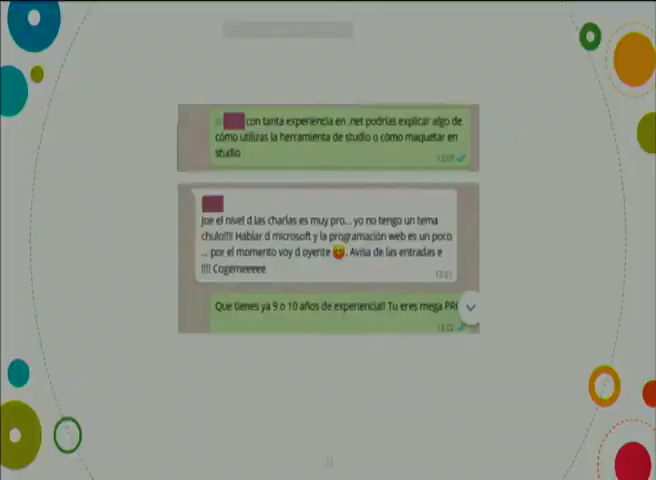 con tanta experiencia en .net podrías explicar algo de
cómo utilizas la herramienta de studio o cómo maquetar en
studio
Joe el nivel d las charlas es muy pro... yo no tengo un tema
chulo!!!! Hablar d microsoft y la programación web es un poco
... por el momento voy d oyente 😊. Avisa de las entradas e
!!!! Cogemeeeee
13:01
Que tienes ya 9 o 10 años de experiencia!! Tu eres mega PR